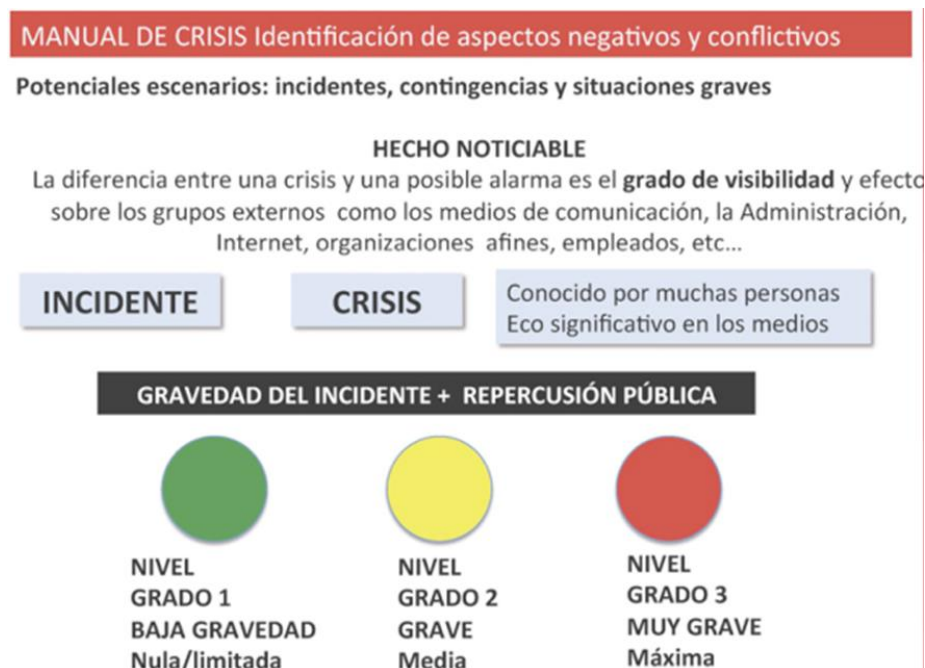 MANUAL DE CRISIS Identificación de aspectos negativos y conflictivos
Potenciales escenarios: incidentes, contingencias y situaciones graves
HECHO NOTICIABLE
La diferencia entre una crisis y una posible alarma es el grado de visibilidad y efecto
sobre los grupos externos como los medios de comunicación, la Administración,
Internet, organizaciones afines, empleados, etc...
INCIDENTE
CRISIS
Conocido por muchas personas
Eco significativo en los medios
GRAVEDAD DEL INCIDENTE + REPERCUSIÓN PÚBLICA
NIVEL
GRADO 1
BAJA GRAVEDAD
Nula/limitada
NIVEL
GRADO 2
GRAVE
Media
NIVEL
GRADO 3
MUY GRAVE
Máxima